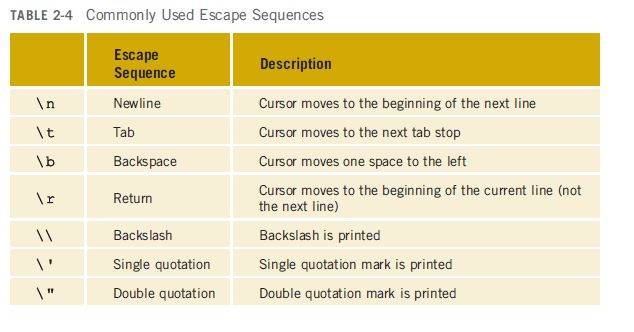 TABLE 2-4 Commonly Used Escape Sequences
Escape
Sequence
Description
\n Newline Cursor moves to the beginning of the next line
\t Tab Cursor moves to the next tab stop
\b Backspace Cursor moves one space to the left
\r Return Cursor moves to the beginning of the current line (not
the next line)
\\ Backslash Backslash is printed
\' Single quotation Single quotation mark is printed
\" Double quotation Double quotation mark is printed